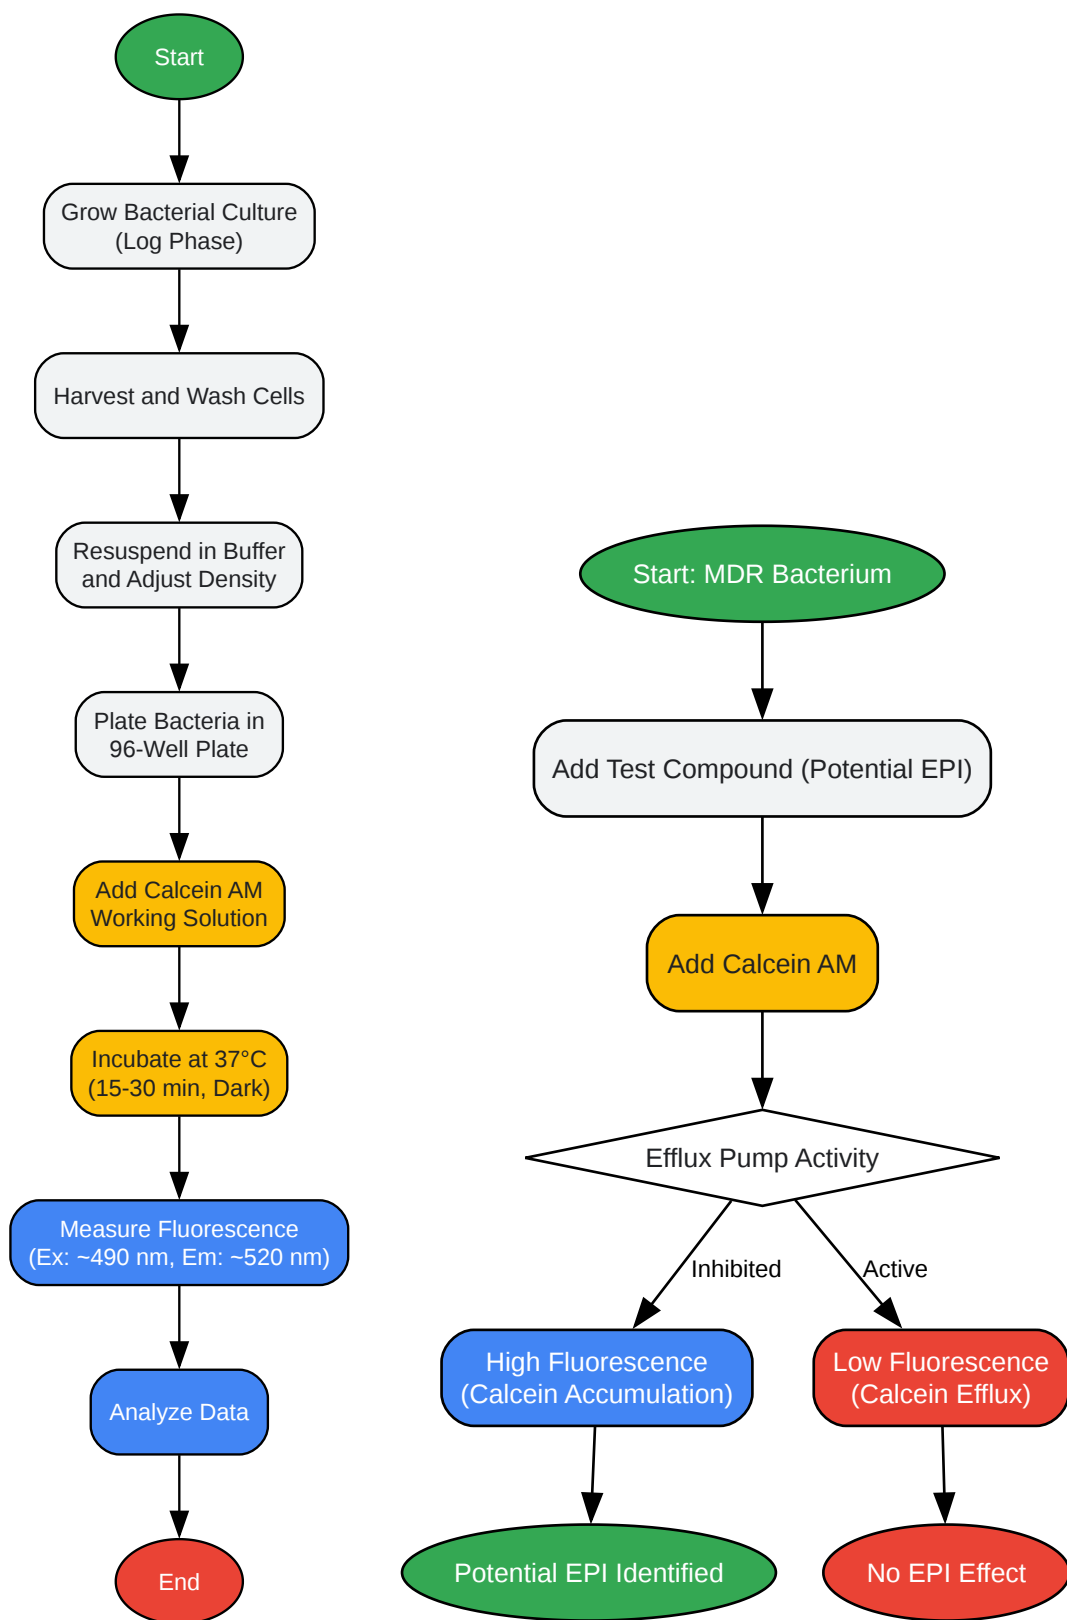 Start
Grow Bacterial Culture
(Log Phase)
Harvest and Wash Cells
Resuspend in Buffer
and Adjust Density
Plate Bacteria in
96-Well Plate
Add Calcein AM
Working Solution
Incubate at 37°C
(15-30 min, Dark)
Measure Fluorescence
(Ex: ~490 nm, Em: ~520 nm)
Analyze Data
End
Start: MDR Bacterium
Add Test Compound (Potential EPI)
Add Calcein AM
Efflux Pump Activity
Inhibited
Active
High Fluorescence
(Calcein Accumulation)
Low Fluorescence
(Calcein Efflux)
Potential EPI Identified
No EPI Effect